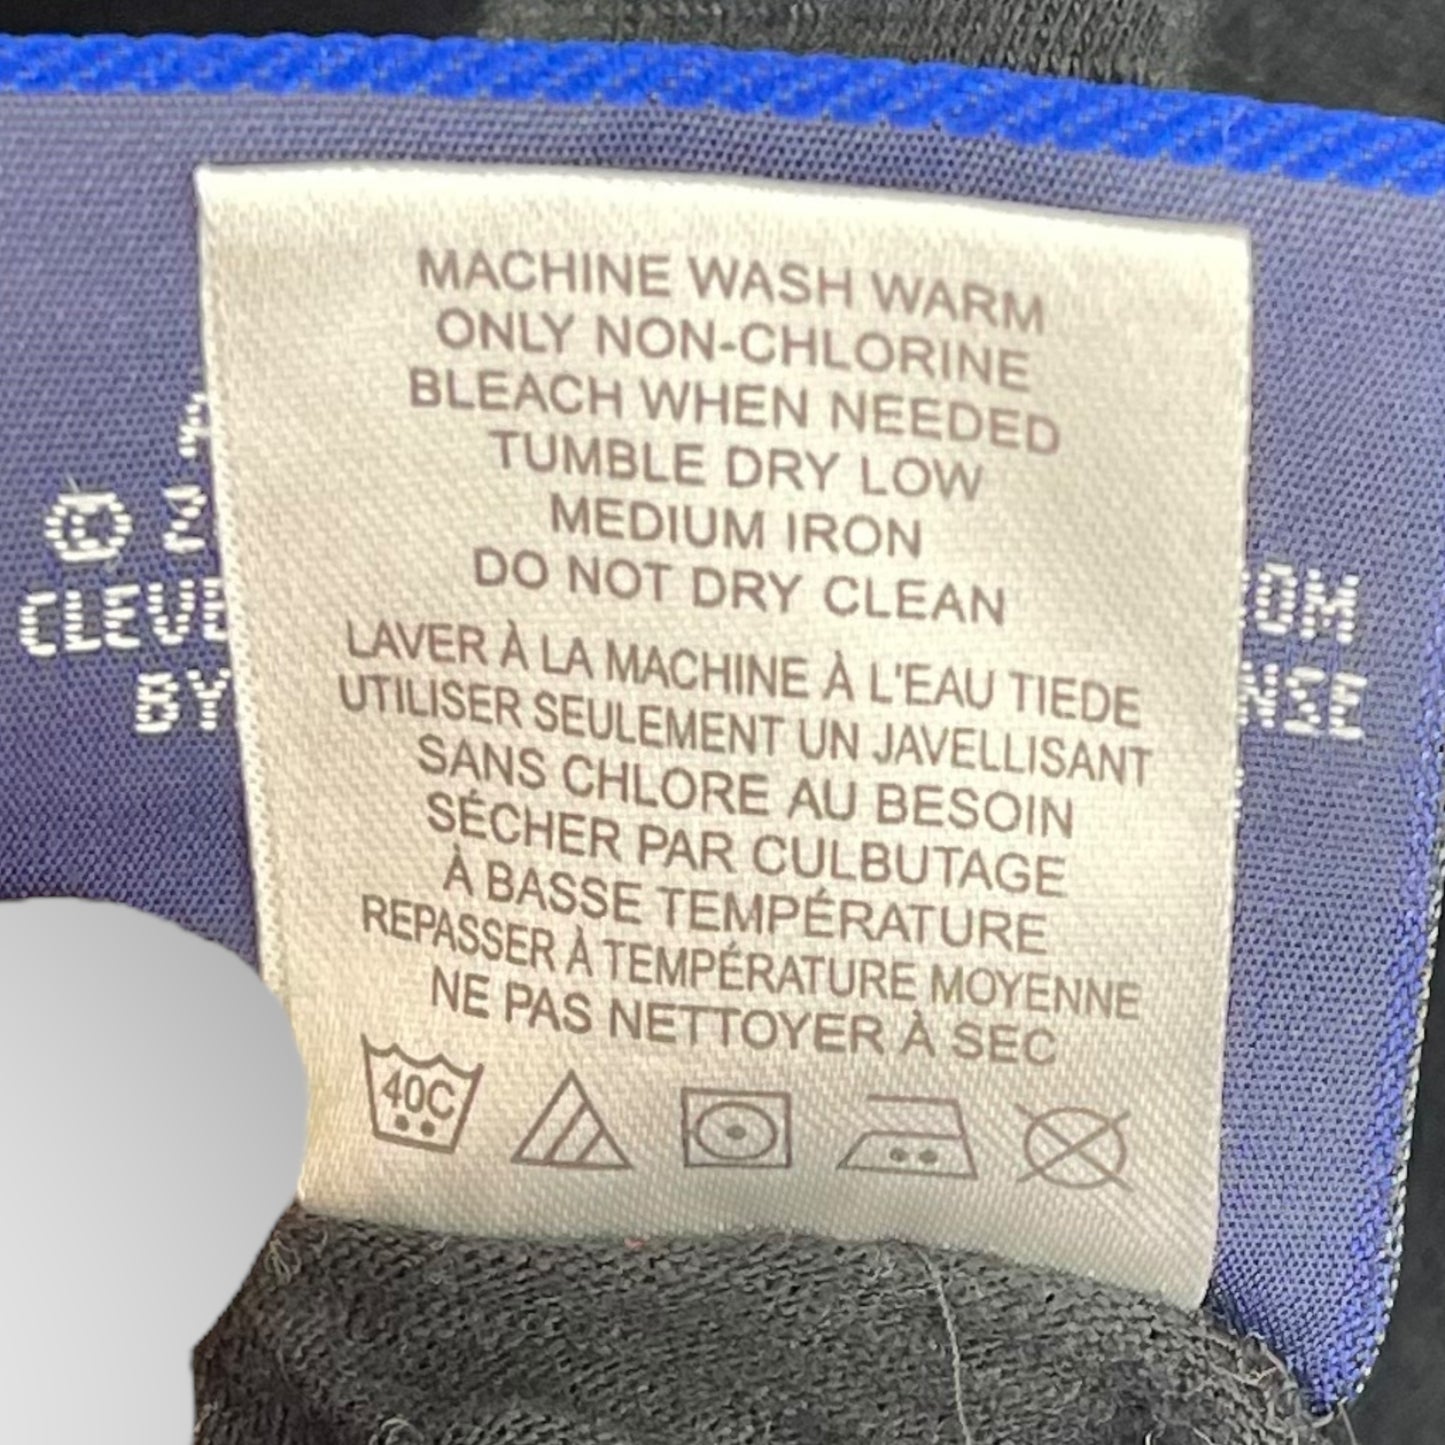 MACHINE WASH WARM
ONLY NON-CHLORINE
BLEACH WHEN NEEDED
TUMBLE DRY LOW
MEDIUM IRON
DO NOT DRY CLEAN
LAVER À LA MACHINE À L'EAU TIEDE
UTILISER SEULEMENT UN JAVELLISANT
SANS CHLORE AU BESOIN
SÉCHER PAR CULBUTAGE
À BASSE TEMPÉRATURE
REPASSER À TEMPÉRATURE MOYENNE
NE PAS NETTOYER À SEC
40C
©
BY